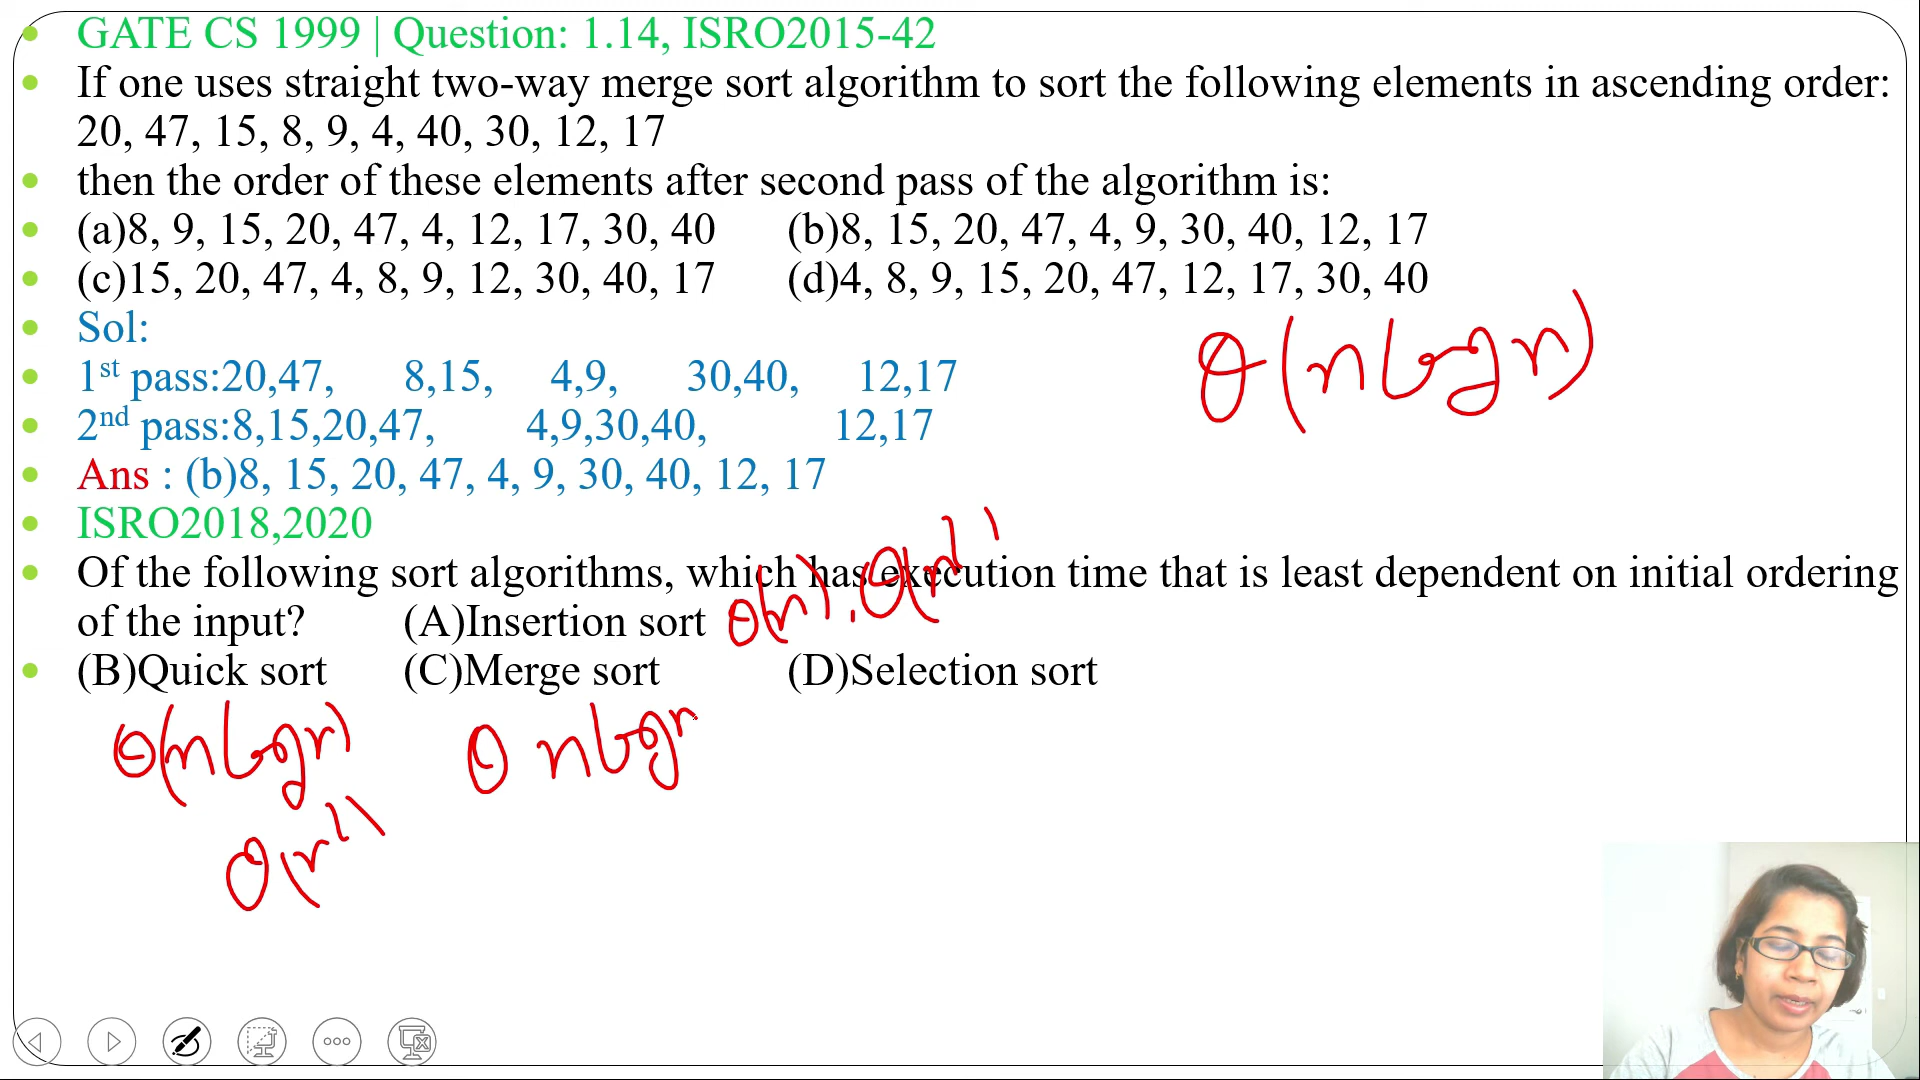 GATE CS 1999 | Question: 1.14, ISRO2015-42
If one uses straight two-way merge sort algorithm to sort the following elements in ascending order:
20, 47, 15, 8, 9, 4, 40, 30, 12, 17
then the order of these elements after second pass of the algorithm is:
(a)8, 9, 15, 20, 47, 4, 12, 17, 30, 40 (b)8, 15, 20, 47, 4, 9, 30, 40, 12, 17
(c)15, 20, 47, 4, 8, 9, 12, 30, 40, 17 (d)4, 8, 9, 15, 20, 47, 12, 17, 30, 40
Sol:
θ(n log n)
1st pass:20,47, 8,15, 4,9, 30,40, 12,17
2nd pass:8,15,20,47, 4,9,30,40, 12,17
Ans : (b)8, 15, 20, 47, 4, 9, 30, 40, 12, 17
ISRO2018,2020
Of the following sort algorithms, which has execution time that is least dependent on initial ordering
of the input? (A)Insertion sort θ(n), θ(n²)
(B)Quick sort (C)Merge sort (D)Selection sort
θ(n log n) θ n log n
θ(n²)